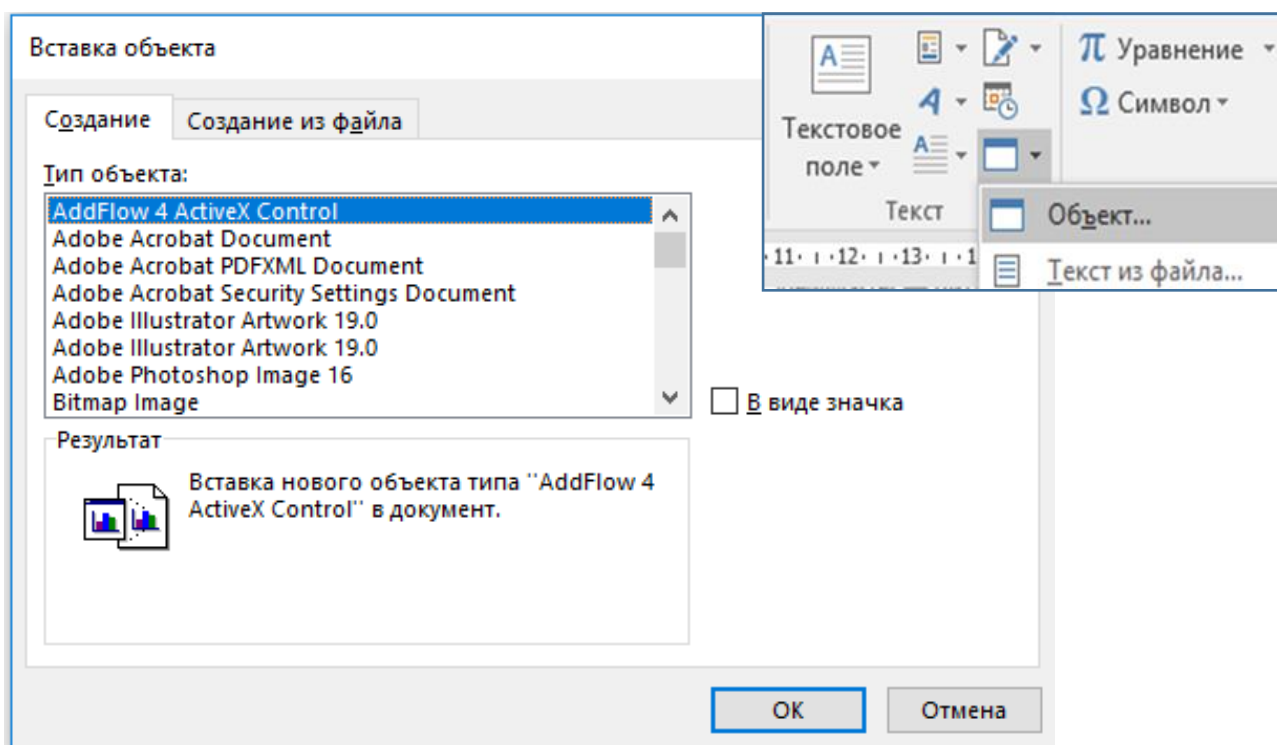 Вставка объекта
Создание
Создание из файла
Тип объекта:
AddFlow 4 ActiveX Control
Adobe Acrobat Document
Adobe Acrobat PDFXML Document
Adobe Acrobat Security Settings Document
Adobe Illustrator Artwork 19.0
Adobe Illustrator Artwork 19.0
Adobe Photoshop Image 16
Bitmap Image
В виде значка
Результат
Вставка нового объекта типа "AddFlow 4
ActiveX Control" в документ.
ОК
Отмена
Текстовое
поле
π Уравнение
Ω Символ
Текст
Объект...
Текст из файла...
· 11 · ı · 12 · ı · 13 · ı · 1